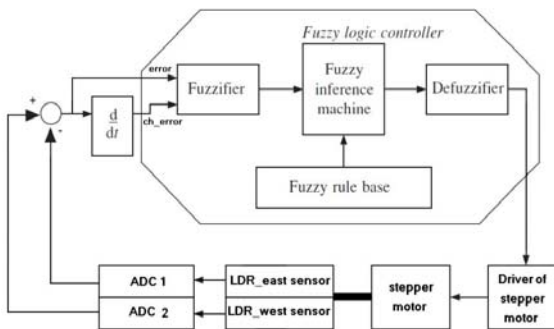 Fuzzy logic controller
error
Fuzzifier
Fuzzy
inference
machine
Defuzzifier
+
-
d
dt
ch_error
Fuzzy rule base
ADC 1
LDR_east sensor
stepper
motor
Driver of
stepper
motor
ADC 2
LDR_west sensor